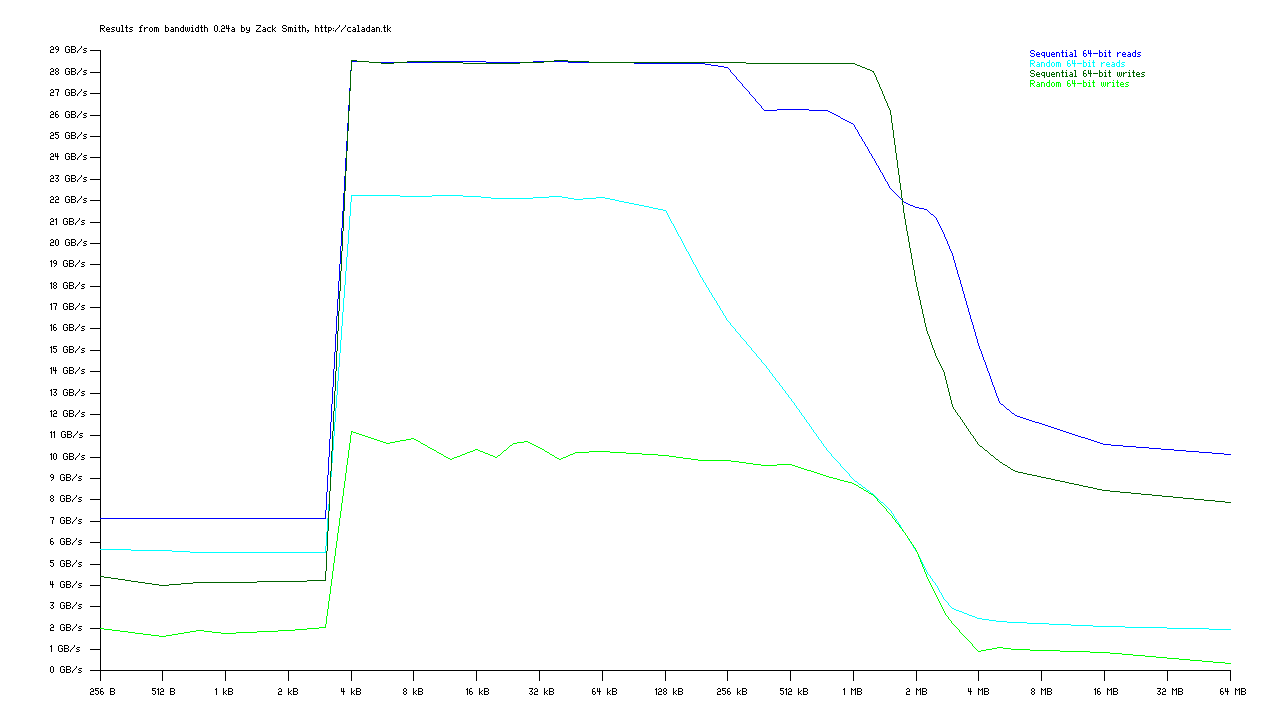 Results from bandwidth 0.24a by Zack Smith, http://caladan.tk
29 GB/s
28 GB/s
27 GB/s
26 GB/s
25 GB/s
24 GB/s
23 GB/s
22 GB/s
21 GB/s
20 GB/s
19 GB/s
18 GB/s
17 GB/s
16 GB/s
15 GB/s
14 GB/s
13 GB/s
12 GB/s
11 GB/s
10 GB/s
9 GB/s
8 GB/s
7 GB/s
6 GB/s
5 GB/s
4 GB/s
3 GB/s
2 GB/s
1 GB/s
0 GB/s
Sequential 64-bit reads
Random 64-bit reads
Sequential 64-bit writes
Random 64-bit writes
256 B 512 B 1 kB 2 kB 4 kB 8 kB 16 kB 32 kB 64 kB 128 kB 256 kB 512 kB 1 MB 2 MB 4 MB 8 MB 16 MB 32 MB 64 MB